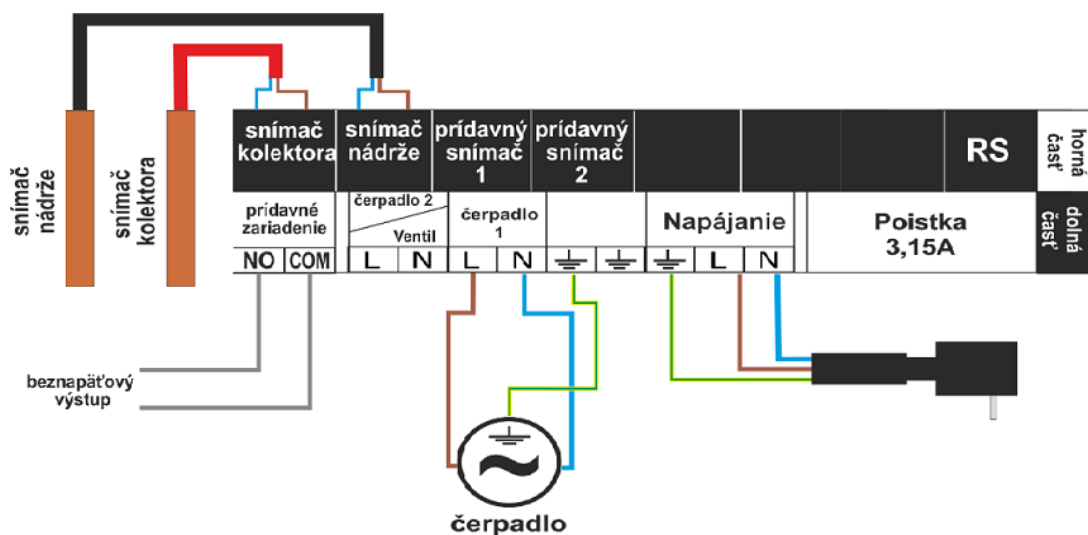 snímač
nádrže
snímač
kolektora
snímač
kolektora
snímač
nádrže
prídavný
snímač
1
prídavný
snímač
2
RS
horná
časť
prídavné
zariadenie
čerpadlo 2
Ventil
čerpadlo
1
Napájanie
Poistka
3,15A
dolná
časť
NO COM L N L N L N
beznapäťový
výstup
čerpadlo